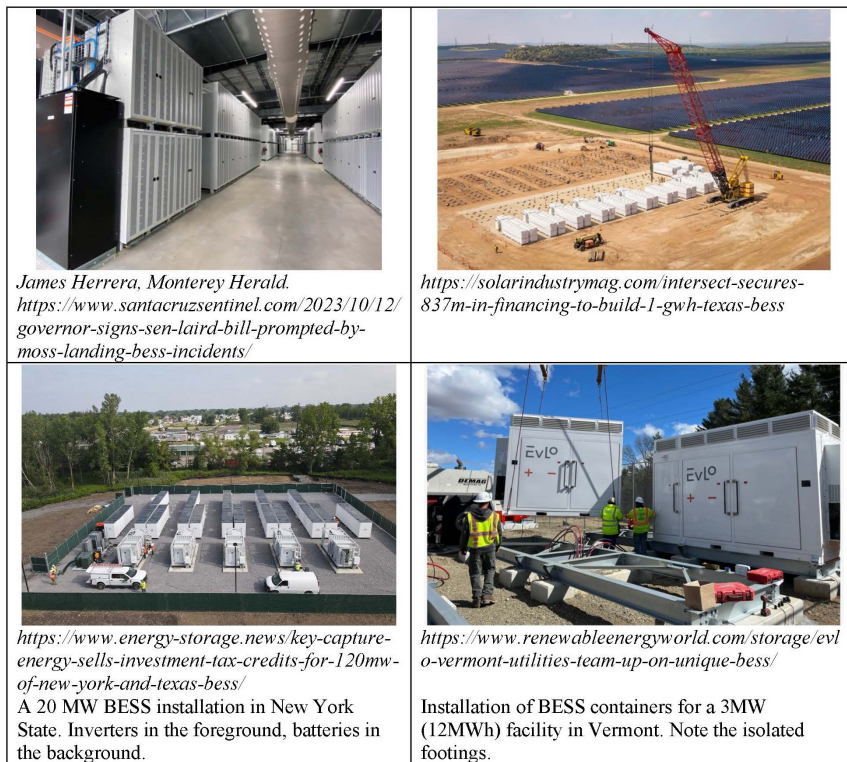 James Herrera, Monterey Herald.
https://www.santacruzsentinel.com/2023/10/12/
governor-signs-sen-laird-bill-prompted-by-
moss-landing-bess-incidents/
https://solarindustrymag.com/intersect-secures-
837m-in-financing-to-build-1-gwh-texas-bess
https://www.energy-storage.news/key-capture-
energy-sells-investment-tax-credits-for-120mw-
of-new-york-and-texas-bess/
A 20 MW BESS installation in New York
State. Inverters in the foreground, batteries in
the background.
DEMAG
EVLO
+ -
EVLO
+ -
https://www.renewableenergyworld.com/storage/evl
o-vermont-utilities-team-up-on-unique-bess/
Installation of BESS containers for a 3MW
(12MWh) facility in Vermont. Note the isolated
footings.